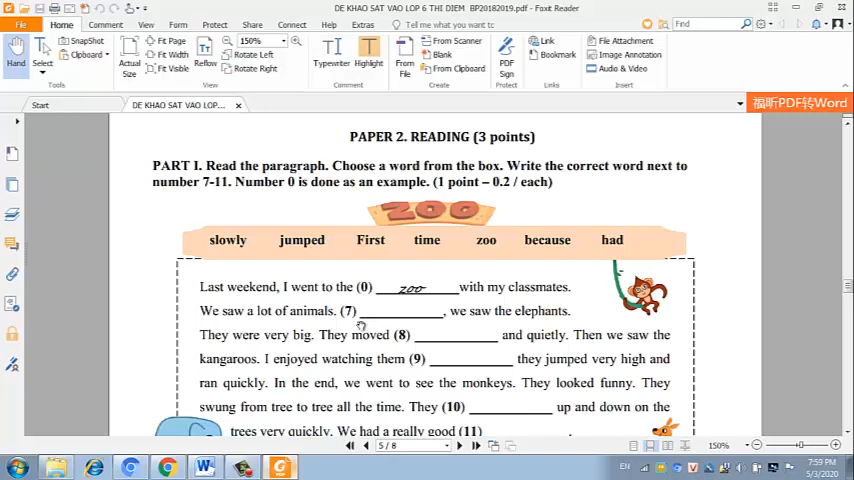 DE KHAO SAT VAO LOP 6 THI DIEM BP20182019.pdf - Foxit Reader
File Home Comment View Form Protect Share Connect Help Extras Tell me what you want Find
Hand Select SnapShot Clipboard Actual Size Fit Page Fit Width Fit Visible Reflow 150% Rotate Left Rotate Right Typewriter Highlight From File From Scanner Blank From Clipboard PDF Sign Link Bookmark File Attachment Image Annotation Audio & Video
Tools View Comment Create Protect Links Insert
Start DE KHAO SAT VAO LOP... 福昕PDF转Word
PAPER 2. READING (3 points)
PART I. Read the paragraph. Choose a word from the box. Write the correct word next to
number 7-11. Number 0 is done as an example. (1 point – 0.2 / each)
ZOO
slowly jumped First time zoo because had
Last weekend, I went to the (0) zoo with my classmates.
We saw a lot of animals. (7) ____________, we saw the elephants.
They were very big. They moved (8) ____________ and quietly. Then we saw the
kangaroos. I enjoyed watching them (9) ____________ they jumped very high and
ran quickly. In the end, we went to see the monkeys. They looked funny. They
swung from tree to tree all the time. They (10) ____________ up and down on the
trees very quickly. We had a really good (11) ____________.
5 / 8 150%
EN 7:59 PM
5/3/2020